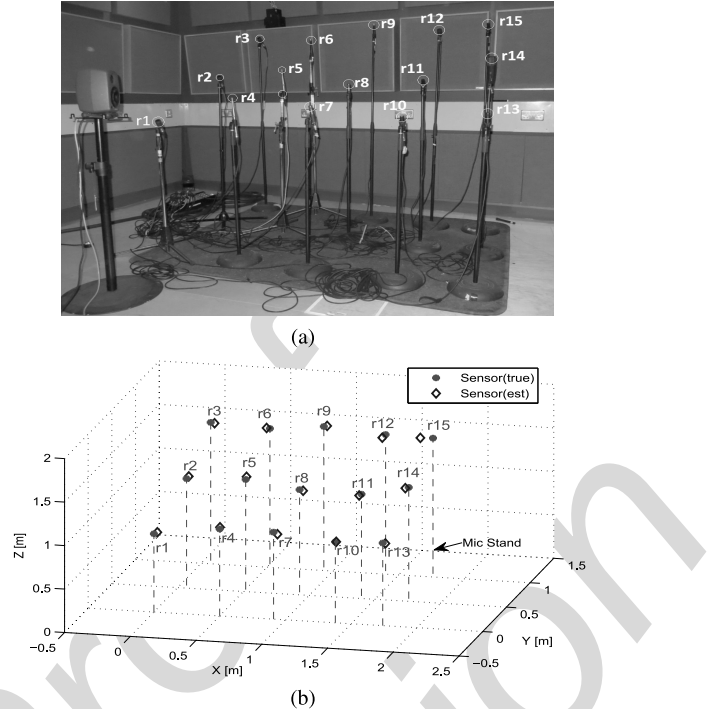 r9
r12
r15
r3
r6
r14
r5
r2
r8
r11
r4
r7
r10
r13
r1
(a)
Sensor(true)
Sensor(est)
r3
r6
r9
r12
r15
r2
r5
r8
r11
r14
r1
r4
r7
r10
r13
Mic Stand
2
1.5
1
0.5
0
Z [m]
−0.5
0
0.5
1
1.5
2
2.5
X [m]
−0.5
0
0.5
1
1.5
Y [m]
(b)